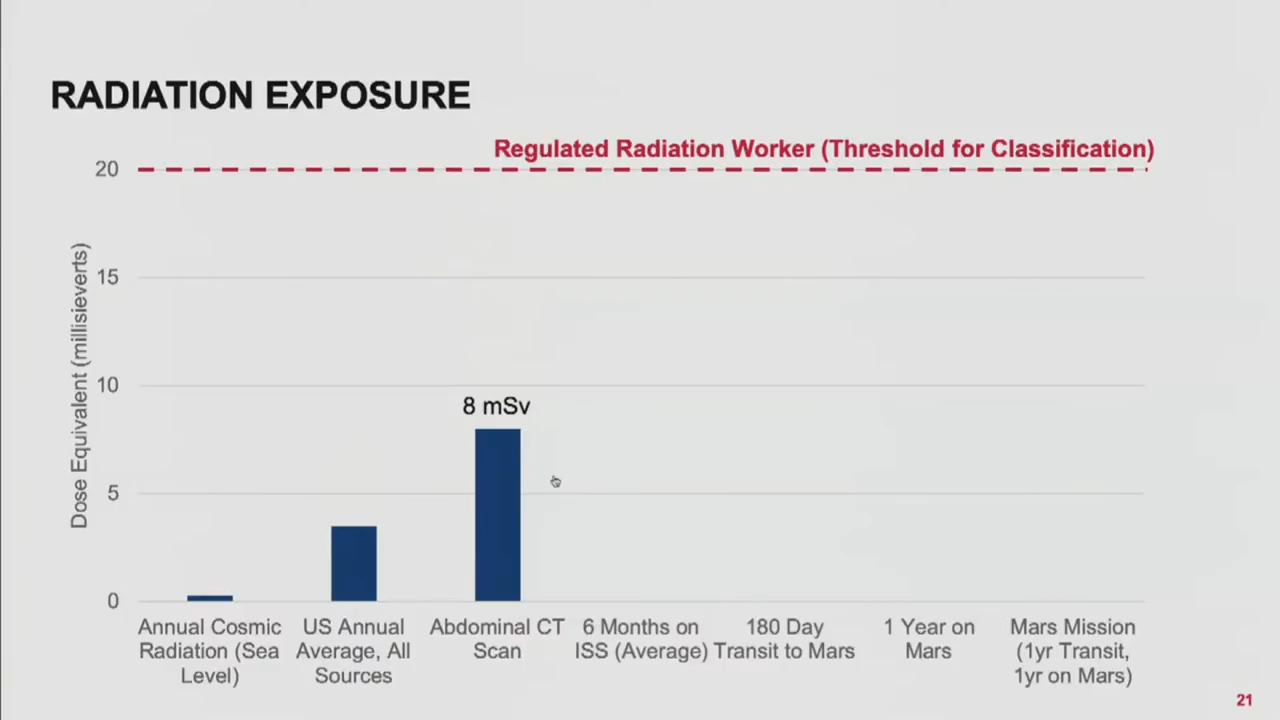 RADIATION EXPOSURE
Regulated Radiation Worker (Threshold for Classification)
20
15
10
5
0
Dose Equivalent (millisieverts)
8 mSv
Annual Cosmic
Radiation (Sea
Level)
US Annual
Average, All
Sources
Abdominal CT
Scan
6 Months on
ISS (Average)
180 Day
Transit to Mars
1 Year on
Mars
Mars Mission
(1yr Transit,
1yr on Mars)
21